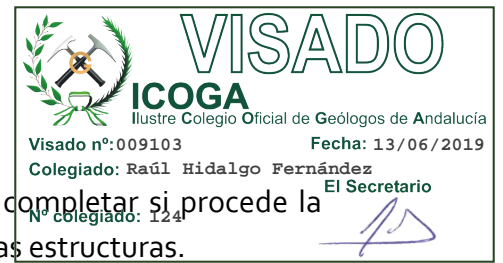 VISADO
ICOGA
Ilustre Colegio Oficial de Geólogos de Andalucía
Visado nº:009103
Fecha: 13/06/2019
Colegiado: Raúl Hidalgo Fernández
El Secretario
completar si procede la
Nº colegiado: 124
as estructuras.